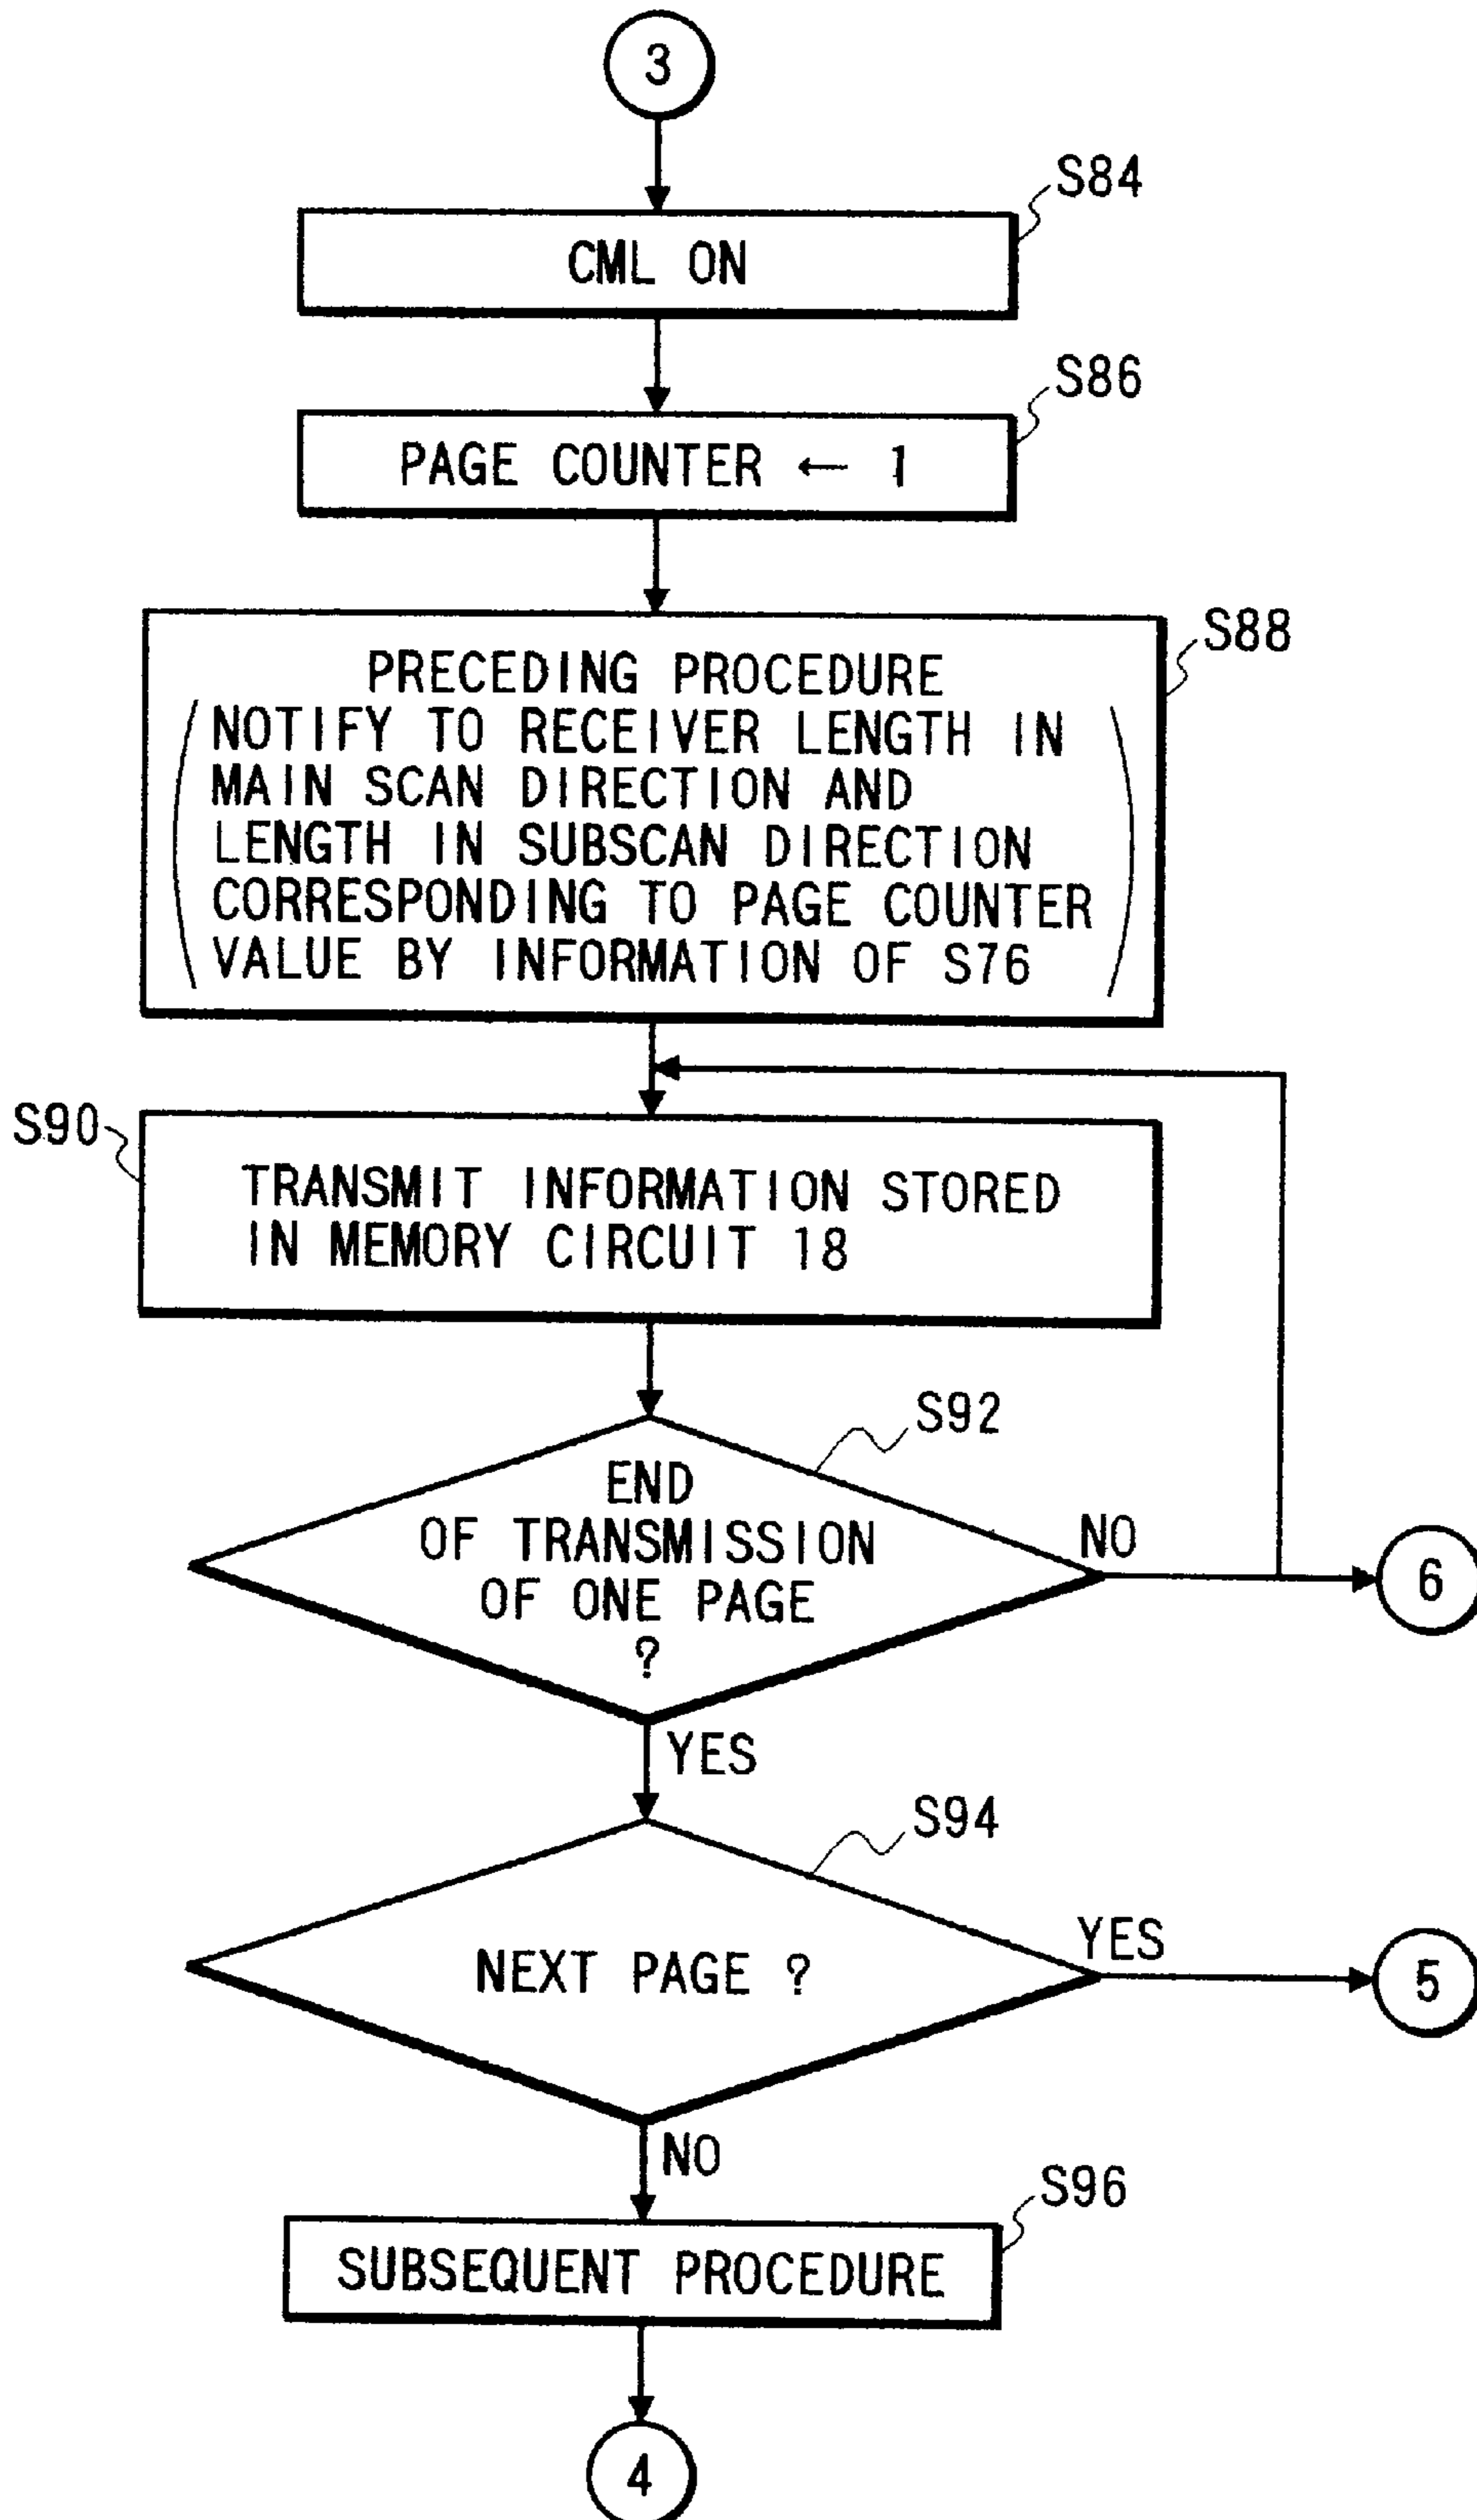 3
S84
CML ON
S86
PAGE COUNTER ← 1
S88
PRECEDING PROCEDURE
NOTIFY TO RECEIVER LENGTH IN
MAIN SCAN DIRECTION AND
LENGTH IN SUBSCAN DIRECTION
CORRESPONDING TO PAGE COUNTER
VALUE BY INFORMATION OF S76
S90
TRANSMIT INFORMATION STORED
IN MEMORY CIRCUIT 18
S92
END
OF TRANSMISSION
OF ONE PAGE
?
NO
6
YES
S94
NEXT PAGE ?
YES
5
NO
S96
SUBSEQUENT PROCEDURE
4